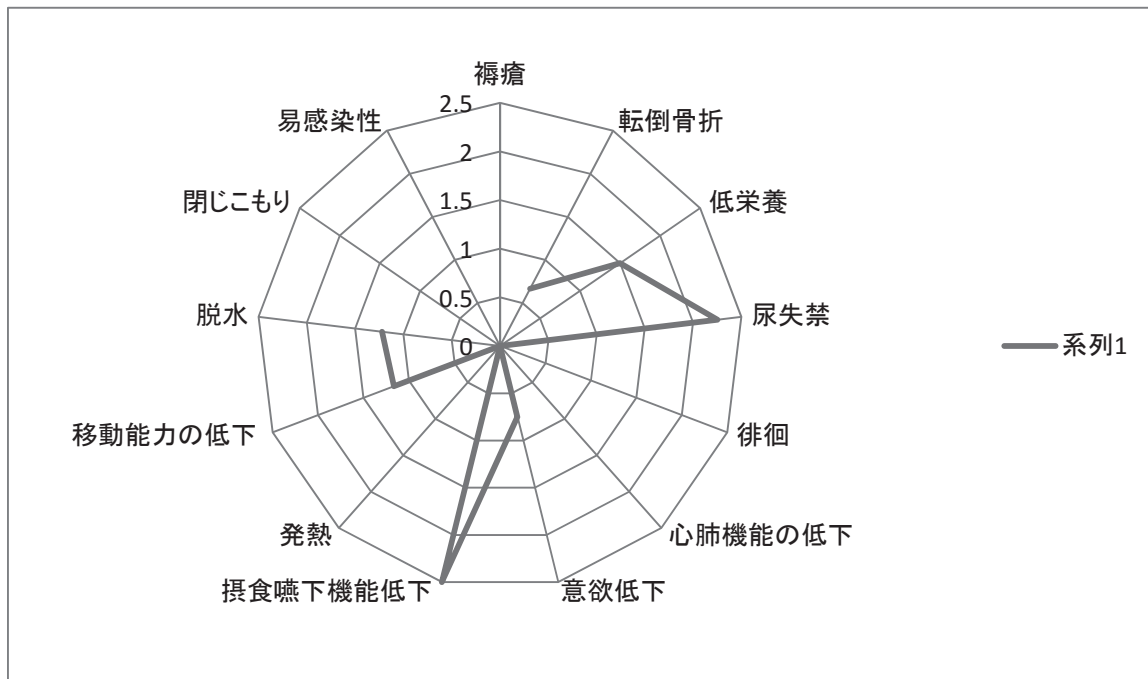 褥瘡
2.5
2
1.5
1
0.5
0
転倒骨折
低栄養
尿失禁
徘徊
心肺機能の低下
意欲低下
摂食嚥下機能低下
発熱
移動能力の低下
脱水
閉じこもり
易感染性
系列1